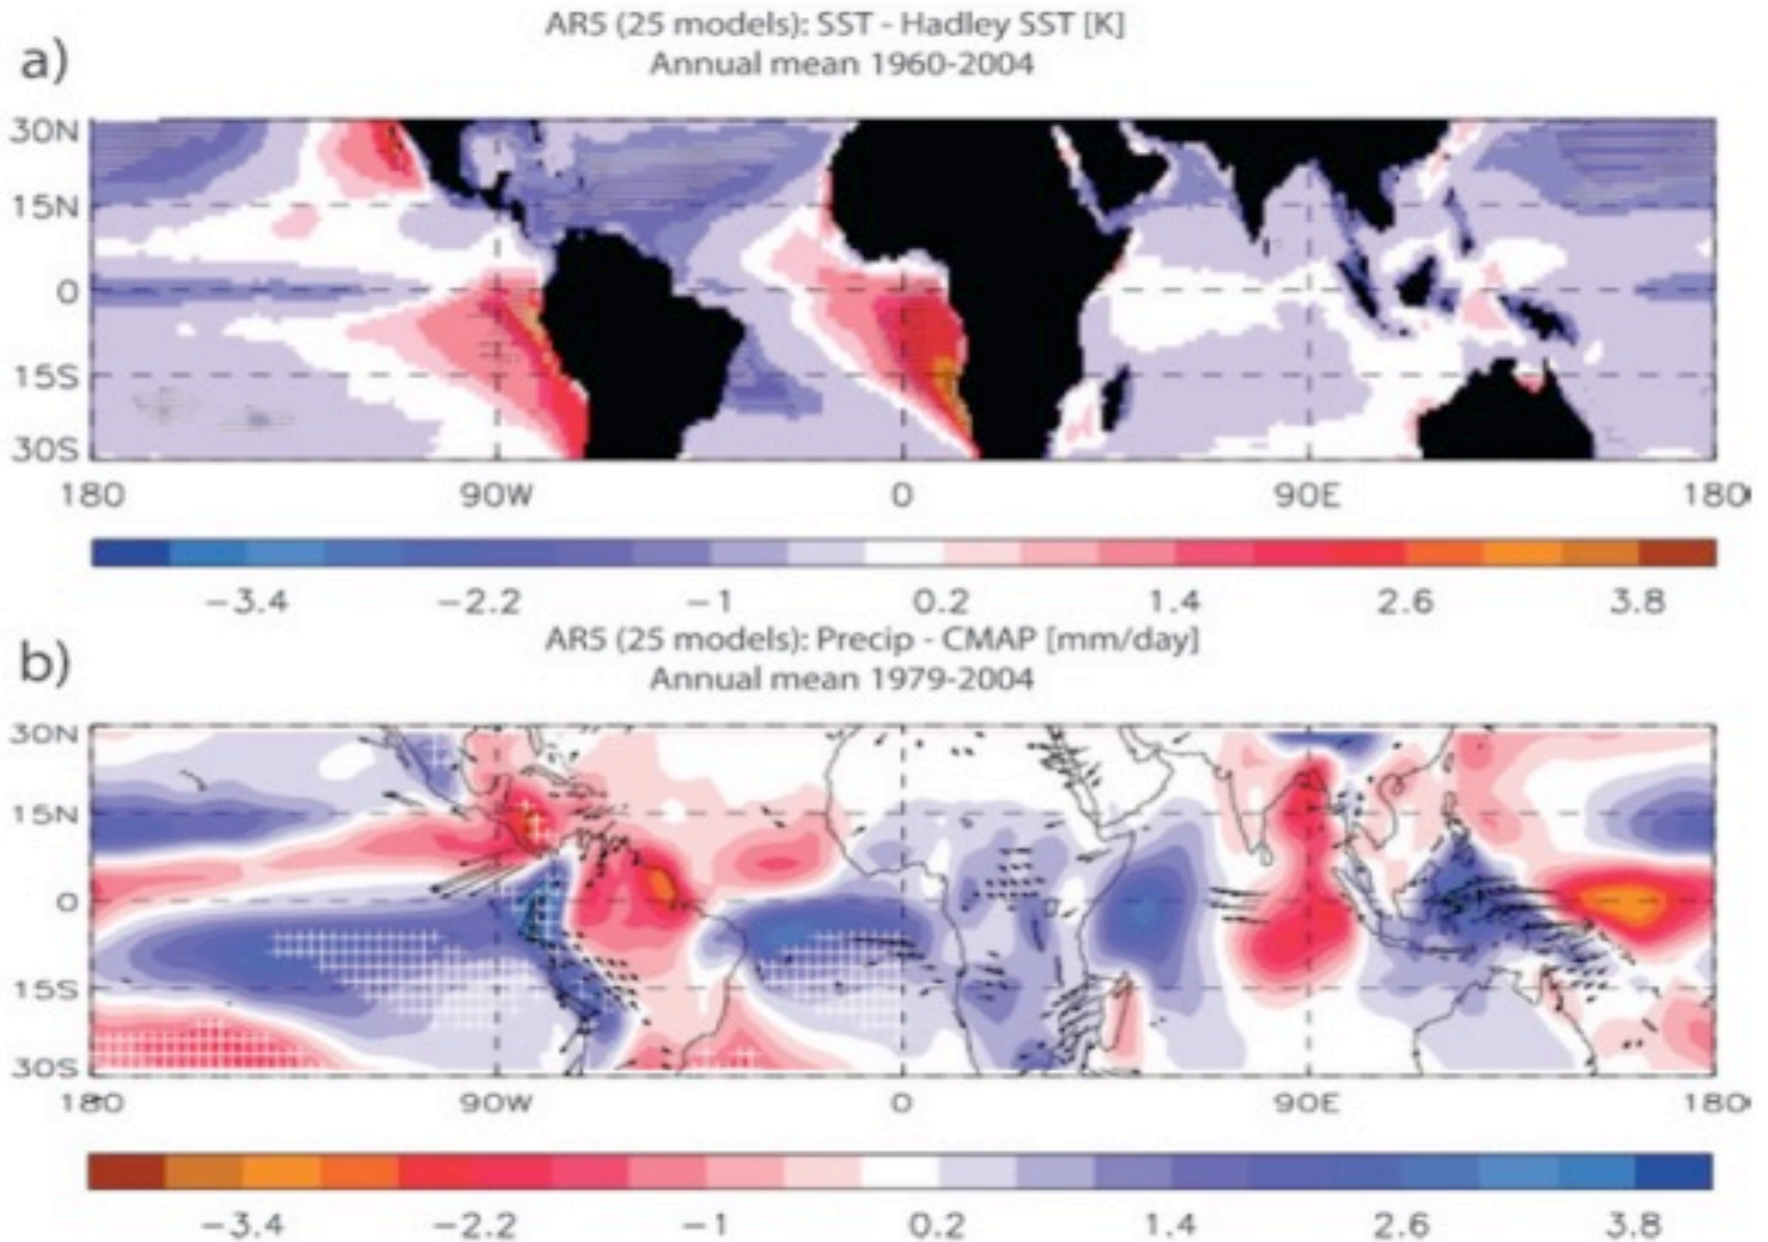 a)
AR5 (25 models): SST - Hadley SST [K]
Annual mean 1960-2004
30N
15N
0
15S
30S
180 90W 0 90E 180
-3.4 -2.2 -1 0.2 1.4 2.6 3.8
b)
AR5 (25 models): Precip - CMAP [mm/day]
Annual mean 1979-2004
30N
15N
0
15S
30S
180 90W 0 90E 180
-3.4 -2.2 -1 0.2 1.4 2.6 3.8